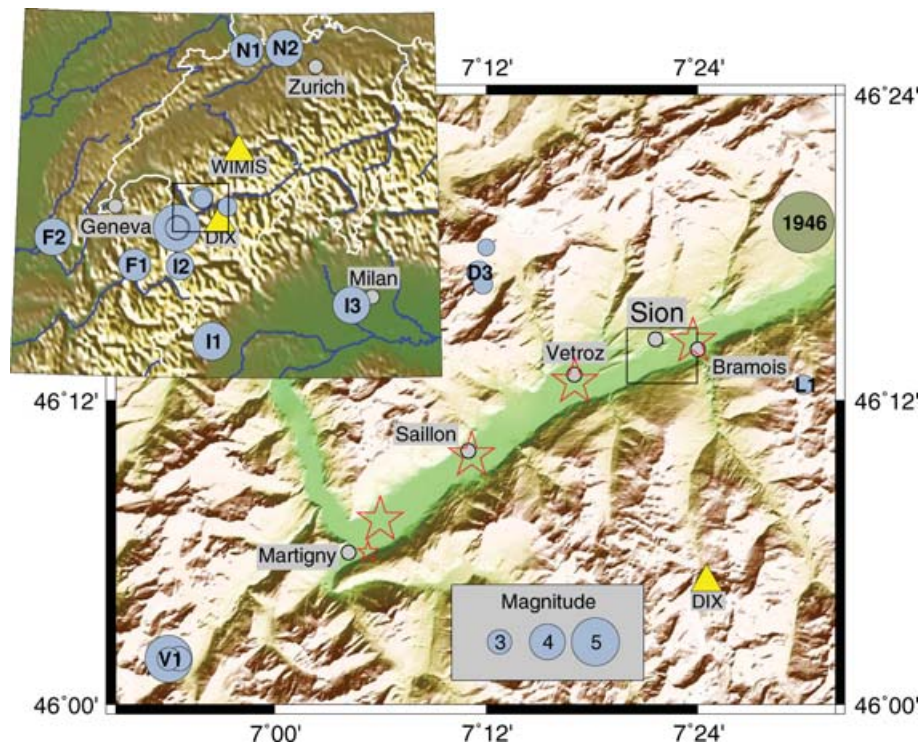 7°12'
7°24'
46°24'
N1
N2
Zurich
WIMIS
Geneva
DIX
F2
F1
I2
Milan
I3
I1
1946
D3
Sion
Vetroz
Bramois
L1
46°12'
46°12'
Saillon
Martigny
DIX
Magnitude
3
4
5
V1
46°00'
46°00'
7°00'
7°12'
7°24'